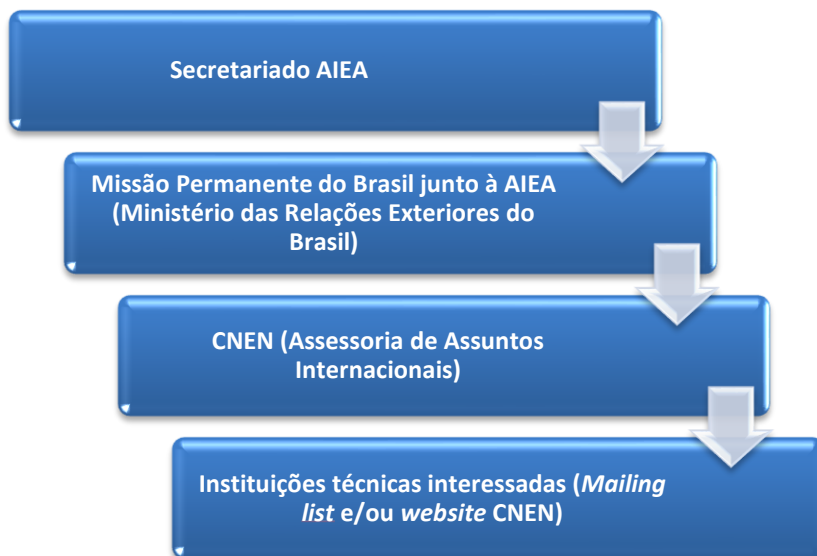 Secretariado AIEA
Missão Permanente do Brasil junto à AIEA
(Ministério das Relações Exteriores do
Brasil)
CNEN (Assessoria de Assuntos
Internacionais)
Instituições técnicas interessadas (Mailing
list e/ou website CNEN)